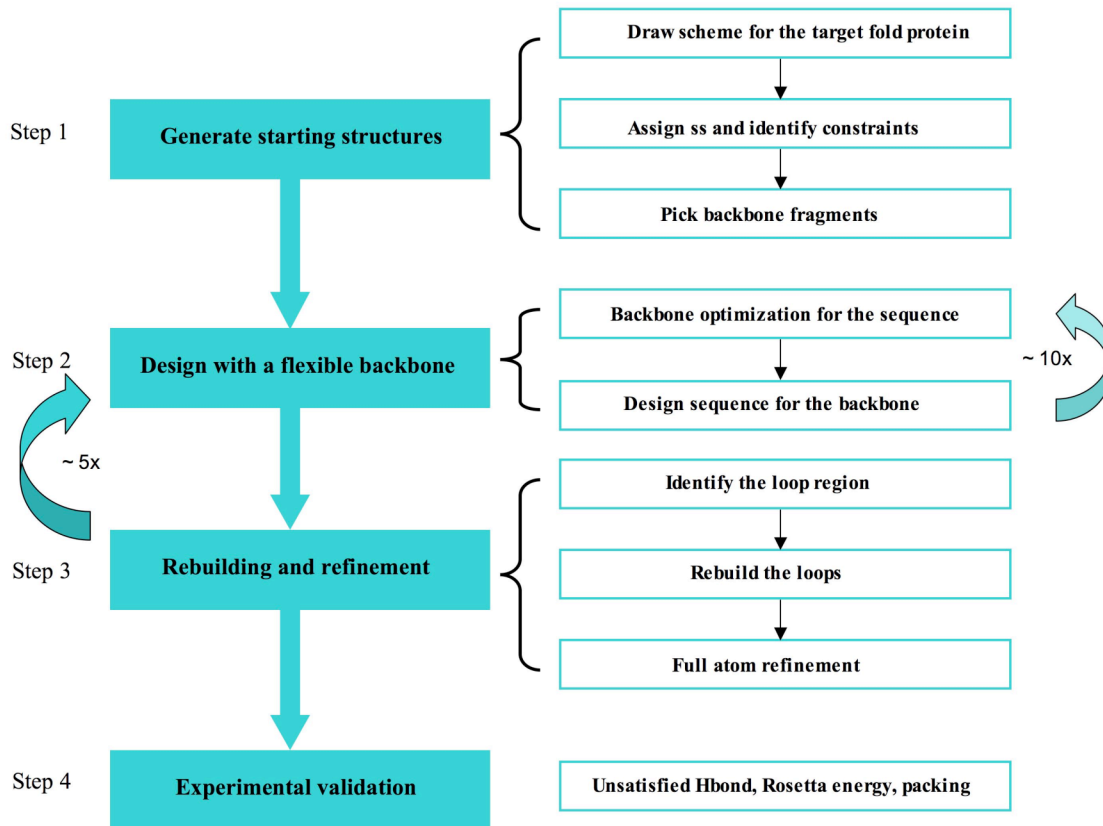 Draw scheme for the target fold protein
Step 1
Generate starting structures
Assign ss and identify constraints
Pick backbone fragments
Backbone optimization for the sequence
Step 2
Design with a flexible backbone
~ 10x
Design sequence for the backbone
~ 5x
Identify the loop region
Step 3
Rebuilding and refinement
Rebuild the loops
Full atom refinement
Step 4
Experimental validation
Unsatisfied Hbond, Rosetta energy, packing